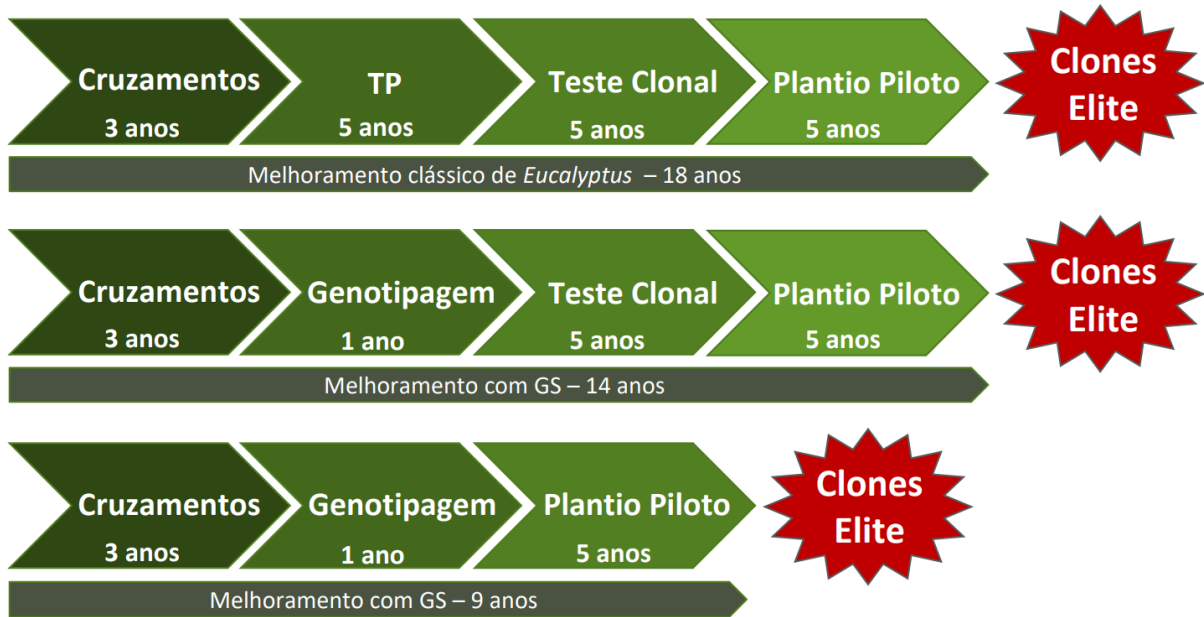 Cruzamentos
3 anos
TP
5 anos
Teste Clonal
5 anos
Plantio Piloto
5 anos
Clones
Elite
Melhoramento clássico de Eucalyptus – 18 anos
Cruzamentos
3 anos
Genotipagem
1 ano
Teste Clonal
5 anos
Plantio Piloto
5 anos
Clones
Elite
Melhoramento com GS – 14 anos
Cruzamentos
3 anos
Genotipagem
1 ano
Plantio Piloto
5 anos
Clones
Elite
Melhoramento com GS – 9 anos